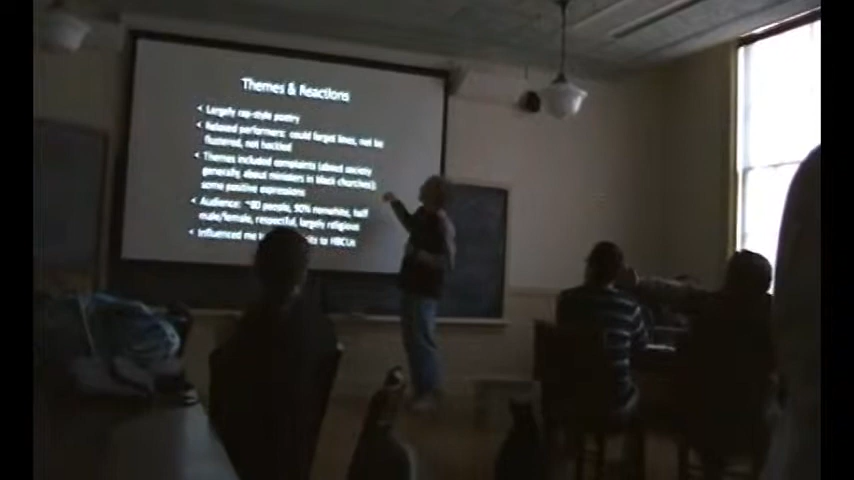 Themes & Reactions
Largely rap-style poetry
Relaxed performers: could forget lines, not be
flustered, not heckled
Themes included complaints (about society
generally, about ministers in black churches);
some positive expressions
Audience: ~80 people, 90% nonwhite, half
male/female, respectful, largely religious
Influenced me to HBCUs